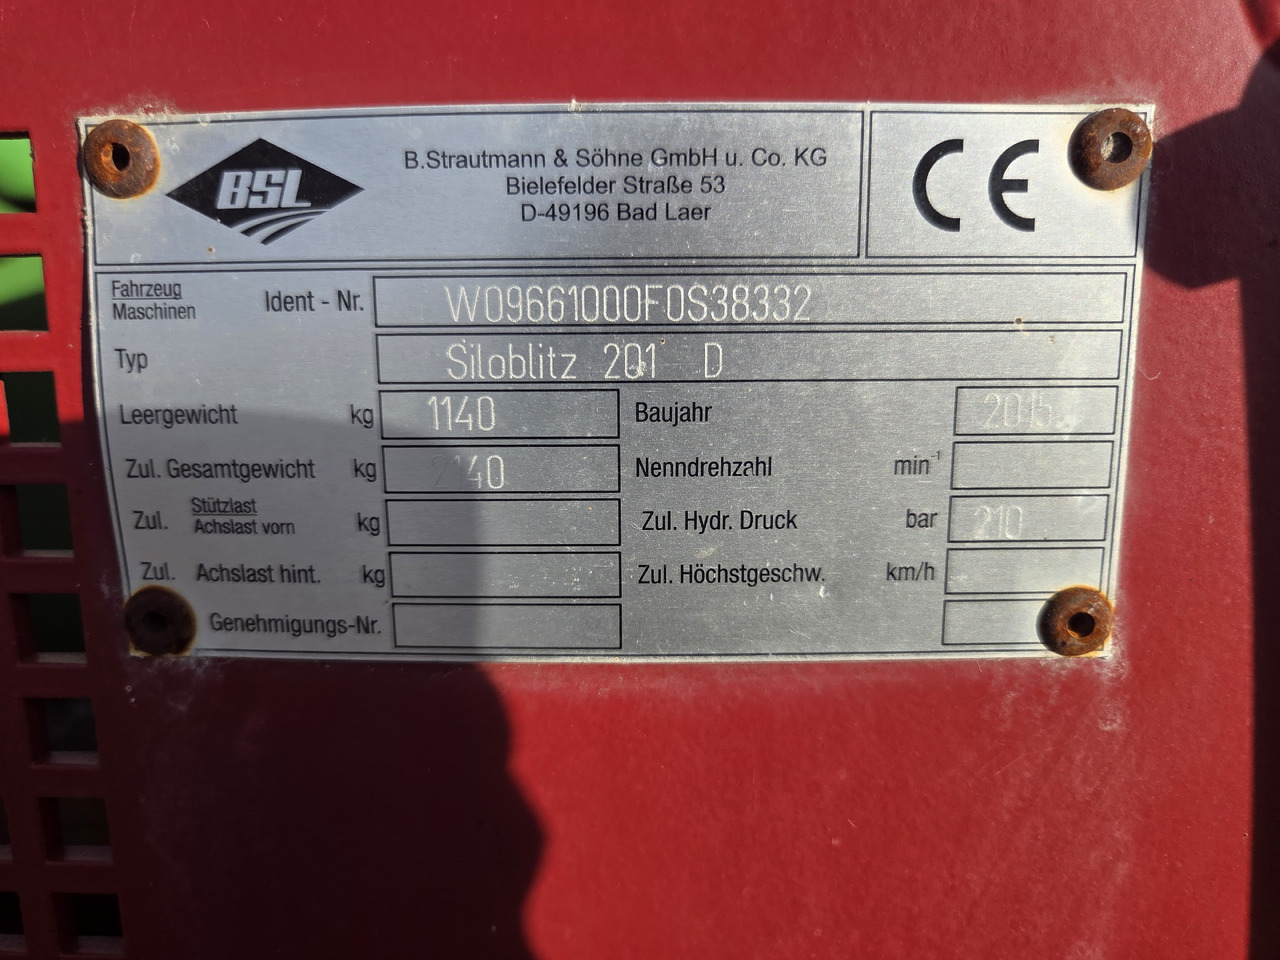 BSL
B.Strautmann & Söhne GmbH u. Co. KG
Bielefelder Straße 53
D-49196 Bad Laer
CE
Fahrzeug
Maschinen
Ident - Nr. W09661000F0S38332
Typ Siloblitz 201 D
Leergewicht kg 1140 Baujahr 2015
Zul. Gesamtgewicht kg 2140 Nenndrehzahl min⁻¹
Zul. Stützlast
Achslast vorn kg Zul. Hydr. Druck bar 210
Zul. Achslast hint. kg Zul. Höchstgeschw. km/h
Genehmigungs-Nr.